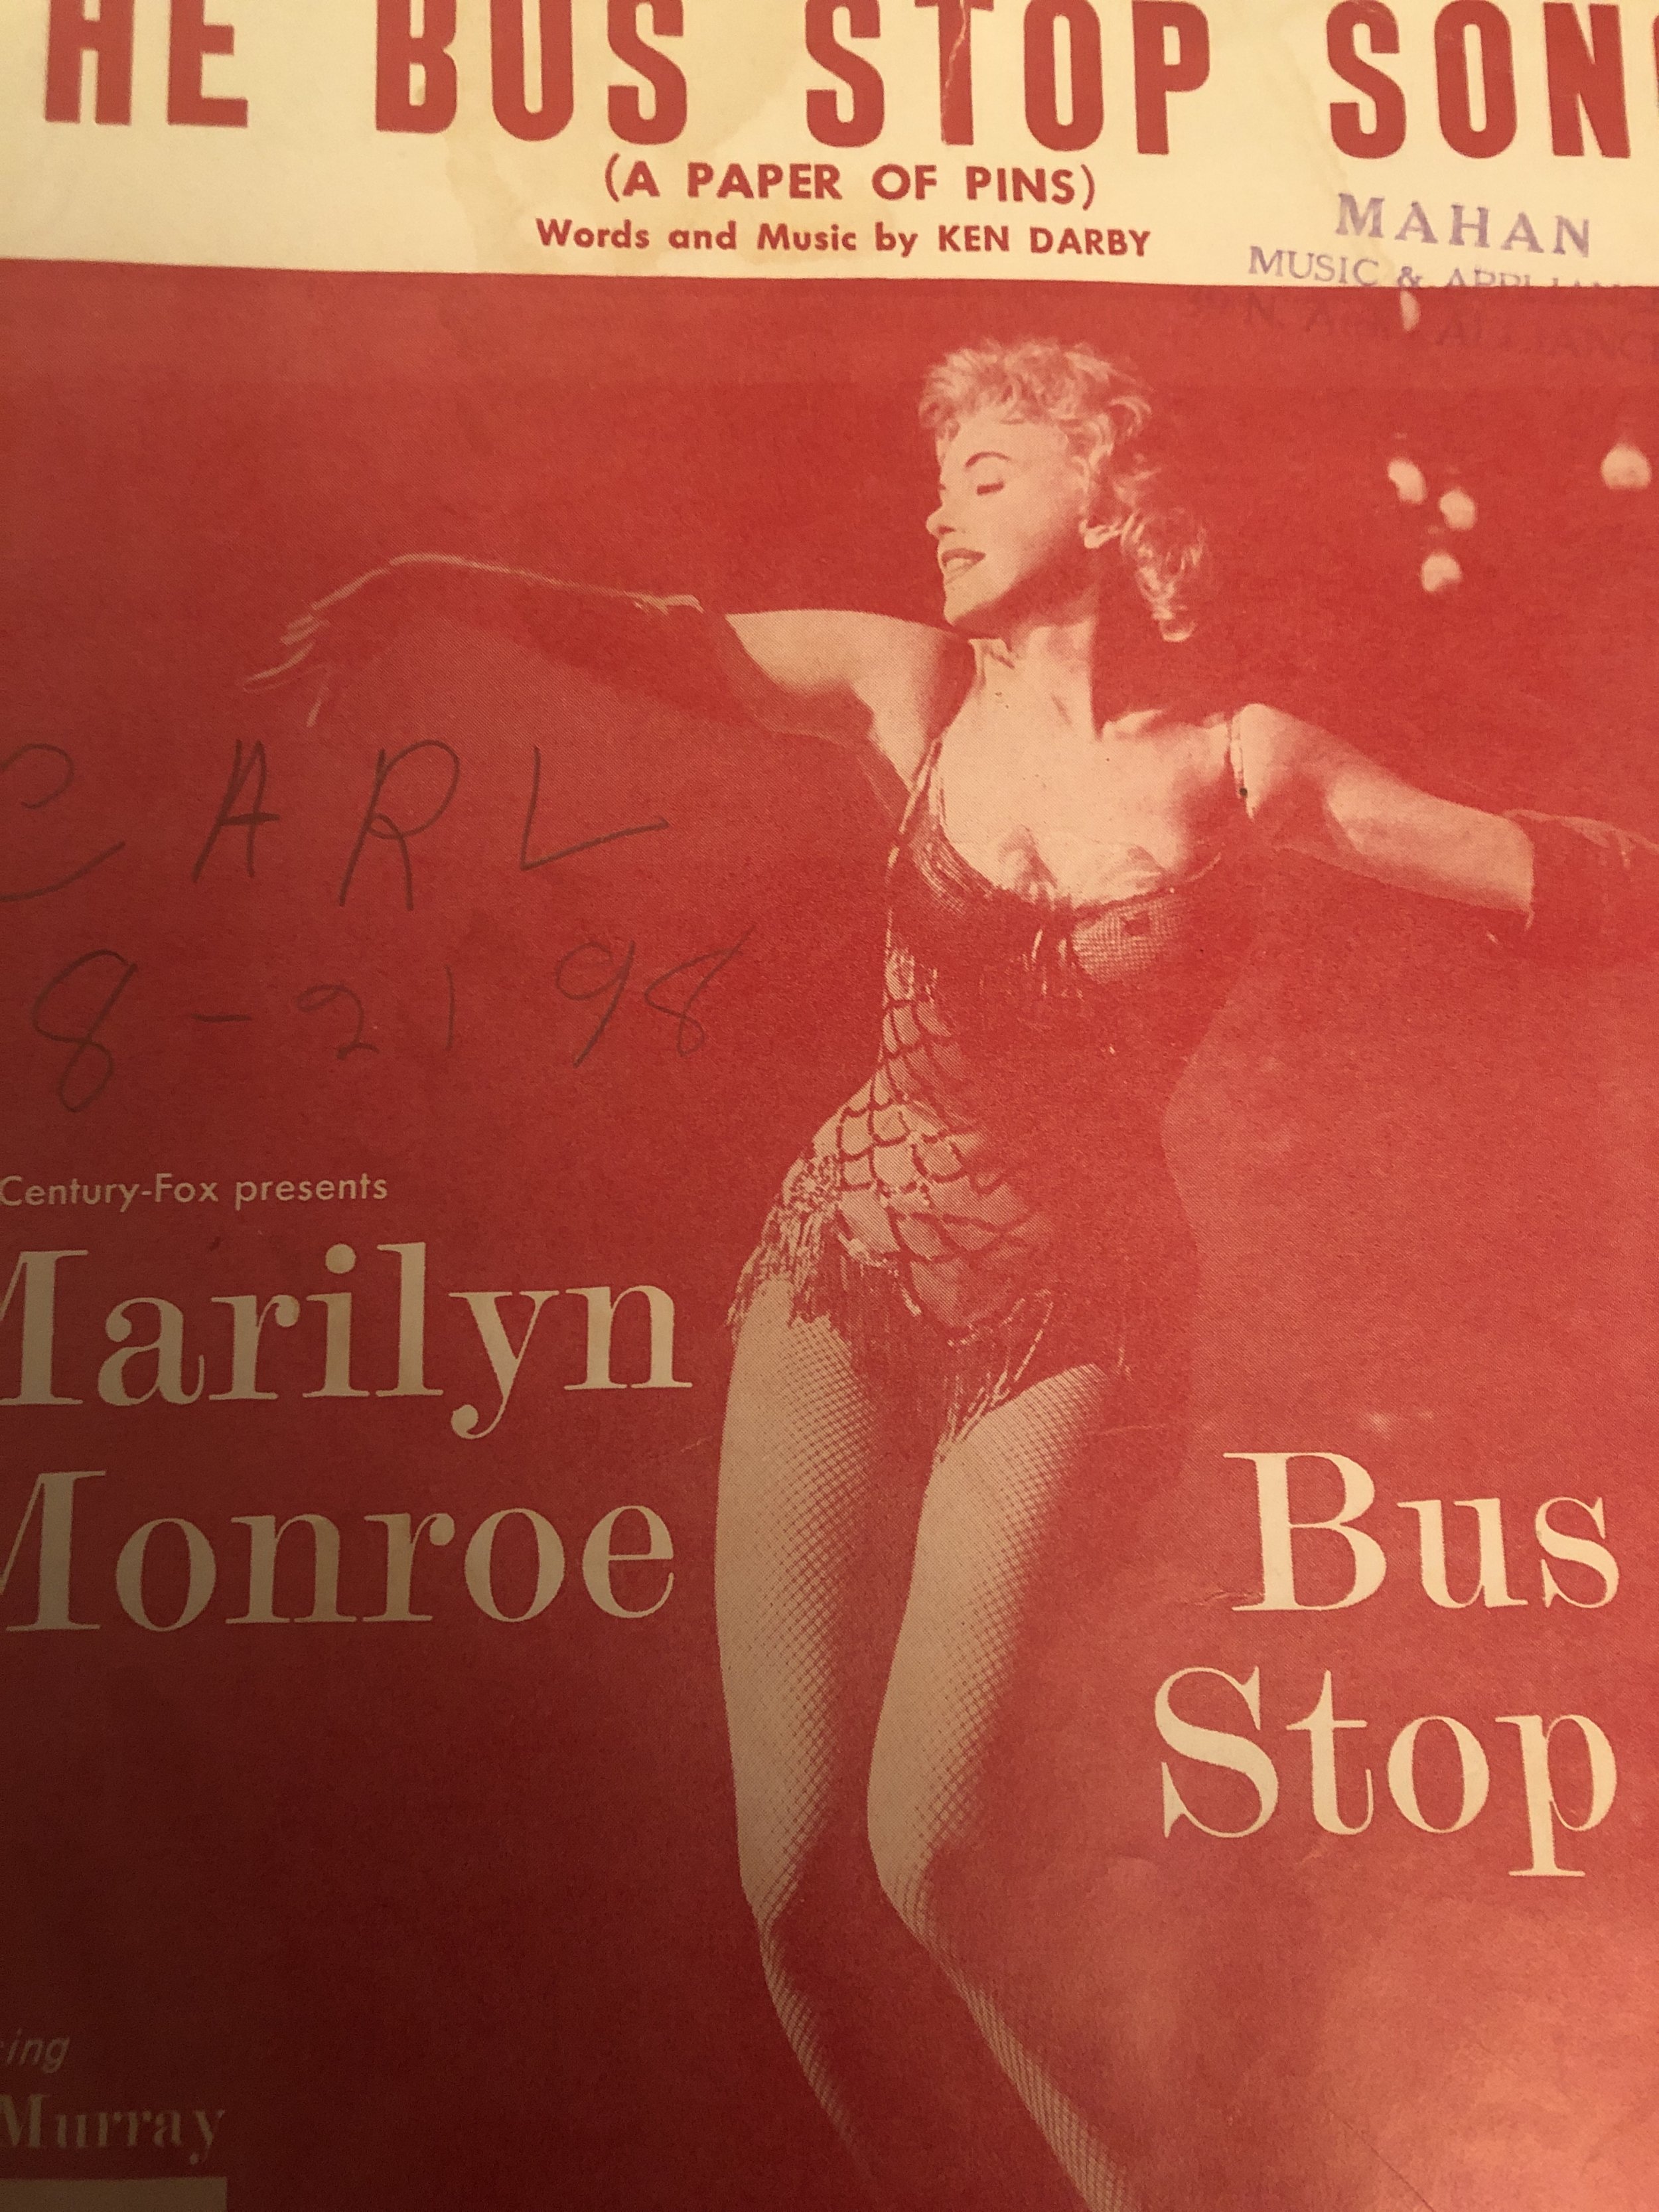 HE BUS STOP SON
(A PAPER OF PINS)
Words and Music by KEN DARBY
MAHAN
MUSIC &
CARL
8-21 98
Century-Fox presents
Marilyn
Monroe
Bus
Stop
Murray